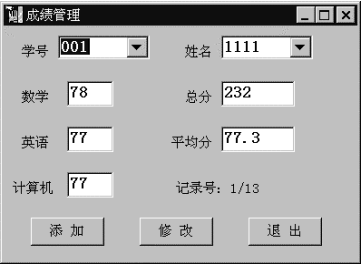 成绩管理
学号 001 姓名 1111
数学 78 总分 232
英语 77 平均分 77.3
计算机 77 记录号: 1/13
添 加 修 改 退 出